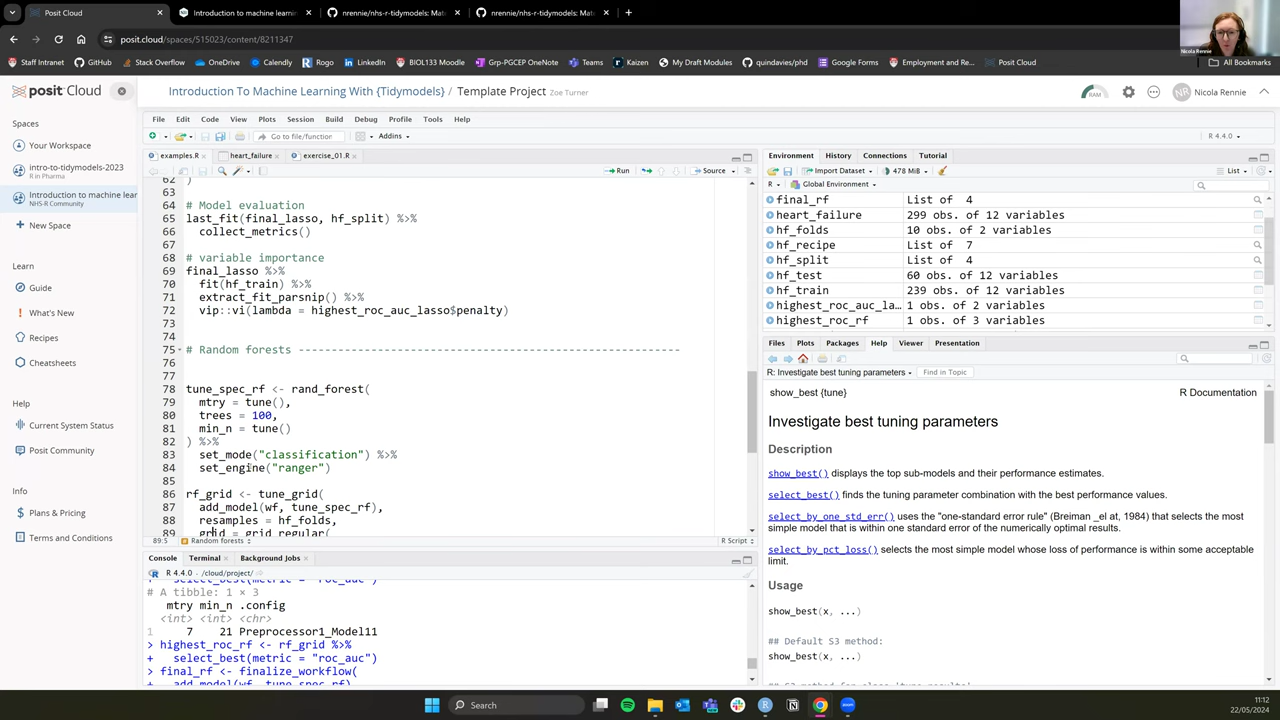 Posit Cloud
Introduction to machine learnin
nrennie/nhs-r-tidymodels: Mat
nrennie/nhs-r-tidymodels: Mat
posit.cloud/spaces/515023/content/8211347
Nicola Rennie
Staff Intranet
GitHub
Stack Overflow
Calendly
Rogo
LinkedIn
BIOL133 Moodle
Grp-CEPCEP OneNote
Teams
Kaizen
My Draft Modules
quindavies/phd
Google Forms
Employment and Re...
Posit Cloud
All Bookmarks
posit Cloud
Introduction To Machine Learning With {Tidymodels} / Template Project
Zoe Turner
RAM
NR
Nicola Rennie
Spaces
Your Workspace
intro-to-tidymodels-2023
R in Pharma
Introduction to machine lear
NHS-R Community
New Space
Learn
Guide
What's New
Recipes
Cheatsheets
Help
Current System Status
Posit Community
Info
Plans & Pricing
Terms and Conditions
File Edit Code View Plots Session Build Debug Profile Tools Help
Go to file/function
Addins
R 4.4.0
examples.R
heart_failure
exercise_01.R
Run
Source
62 )
63
64 # Model evaluation
65 last_fit(final_lasso, hf_split) %>%
66 collect_metrics()
67
68 # variable importance
69 final_lasso %>%
70 fit(hf_train) %>%
71 extract_fit_parsnip() %>%
72 vip::vi(lambda = highest_roc_auc_lasso$penalty)
73
74
75 # Random forests -----------------------------------------------------------
76
77
78 tune_spec_rf <- rand_forest(
79 mtry = tune(),
80 trees = 100,
81 min_n = tune()
82 ) %>%
83 set_mode("classification") %>%
84 set_engine("ranger")
85
86 rf_grid <- tune_grid(
87 add_model(wf, tune_spec_rf),
88 resamples = hf_folds,
89 grid = grid_regular(
89:5
Random forests
R Script
Console Terminal Background Jobs
R 4.4.0 · /cloud/project/
+ select_best(metric = "roc_auc")
# A tibble: 1 × 3
mtry min_n .config
<int> <int> <chr>
1 7 21 Preprocessor1_Model11
> highest_roc_rf <- rf_grid %>%
+ select_best(metric = "roc_auc")
> final_rf <- finalize_workflow(
+ add_model(wf, tune_spec_rf),
Environment History Connections Tutorial
Import Dataset
478 MiB
List
R
Global Environment
final_rf List of 4
heart_failure 299 obs. of 12 variables
hf_folds 10 obs. of 2 variables
hf_recipe List of 7
hf_split List of 4
hf_test 60 obs. of 12 variables
hf_train 239 obs. of 12 variables
highest_roc_auc_la... 1 obs. of 2 variables
highest_roc_rf 1 obs. of 3 variables
Files Plots Packages Help Viewer Presentation
R: Investigate best tuning parameters
Find in Topic
show_best {tune}
R Documentation
Investigate best tuning parameters
Description
show_best() displays the top sub-models and their performance estimates.
select_best() finds the tuning parameter combination with the best performance values.
select_by_one_std_err() uses the "one-standard error rule" (Breiman _el at, 1984) that selects the most
simple model that is within one standard error of the numerically optimal results.
select_by_pct_loss() selects the most simple model whose loss of performance is within some acceptable
limit.
Usage
show_best(x, ...)
## Default S3 method:
show_best(x, ...)
Search
11:12
22/05/2024